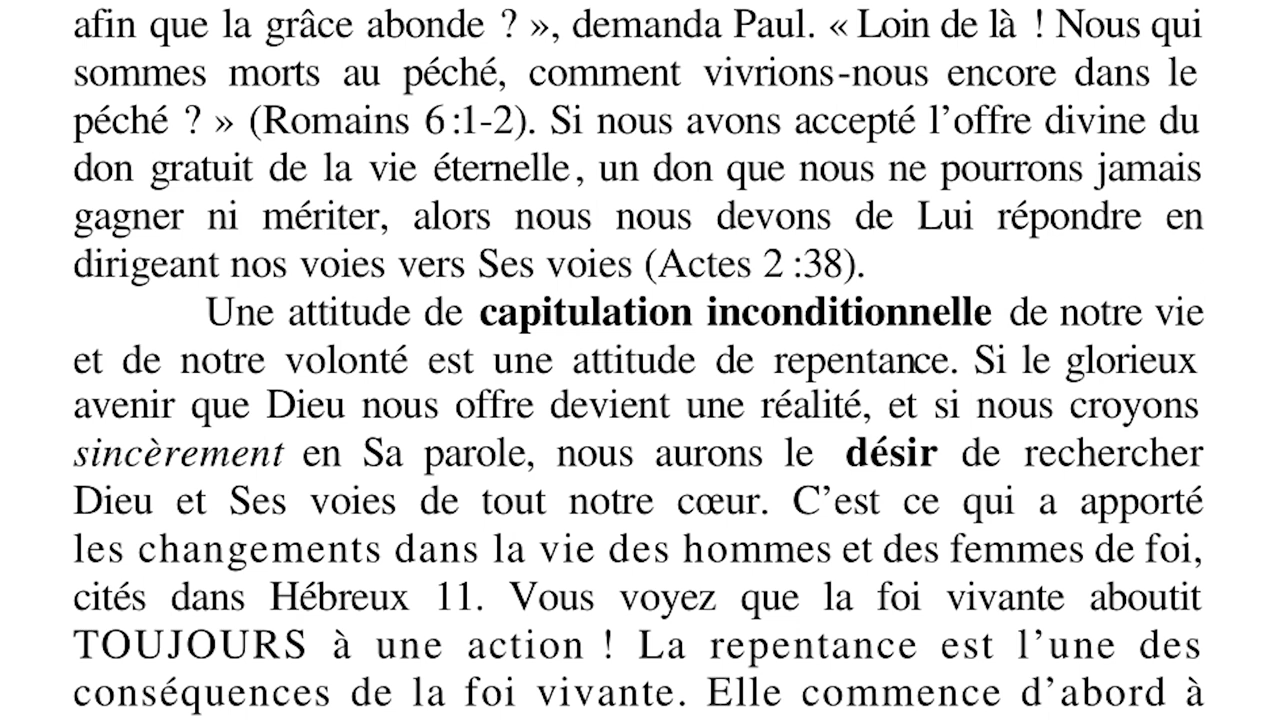 afin que la grâce abonde ? », demanda Paul. « Loin de là ! Nous qui
sommes morts au péché, comment vivrions-nous encore dans le
péché ? » (Romains 6 :1-2). Si nous avons accepté l’offre divine du
don gratuit de la vie éternelle, un don que nous ne pourrons jamais
gagner ni mériter, alors nous nous devons de Lui répondre en
dirigeant nos voies vers Ses voies (Actes 2 :38).
Une attitude de capitulation inconditionnelle de notre vie
et de notre volonté est une attitude de repentance. Si le glorieux
avenir que Dieu nous offre devient une réalité, et si nous croyons
sincèrement en Sa parole, nous aurons le désir de rechercher
Dieu et Ses voies de tout notre cœur. C’est ce qui a apporté
les changements dans la vie des hommes et des femmes de foi,
cités dans Hébreux 11. Vous voyez que la foi vivante aboutit
TOUJOURS à une action ! La repentance est l’une des
conséquences de la foi vivante. Elle commence d’abord à